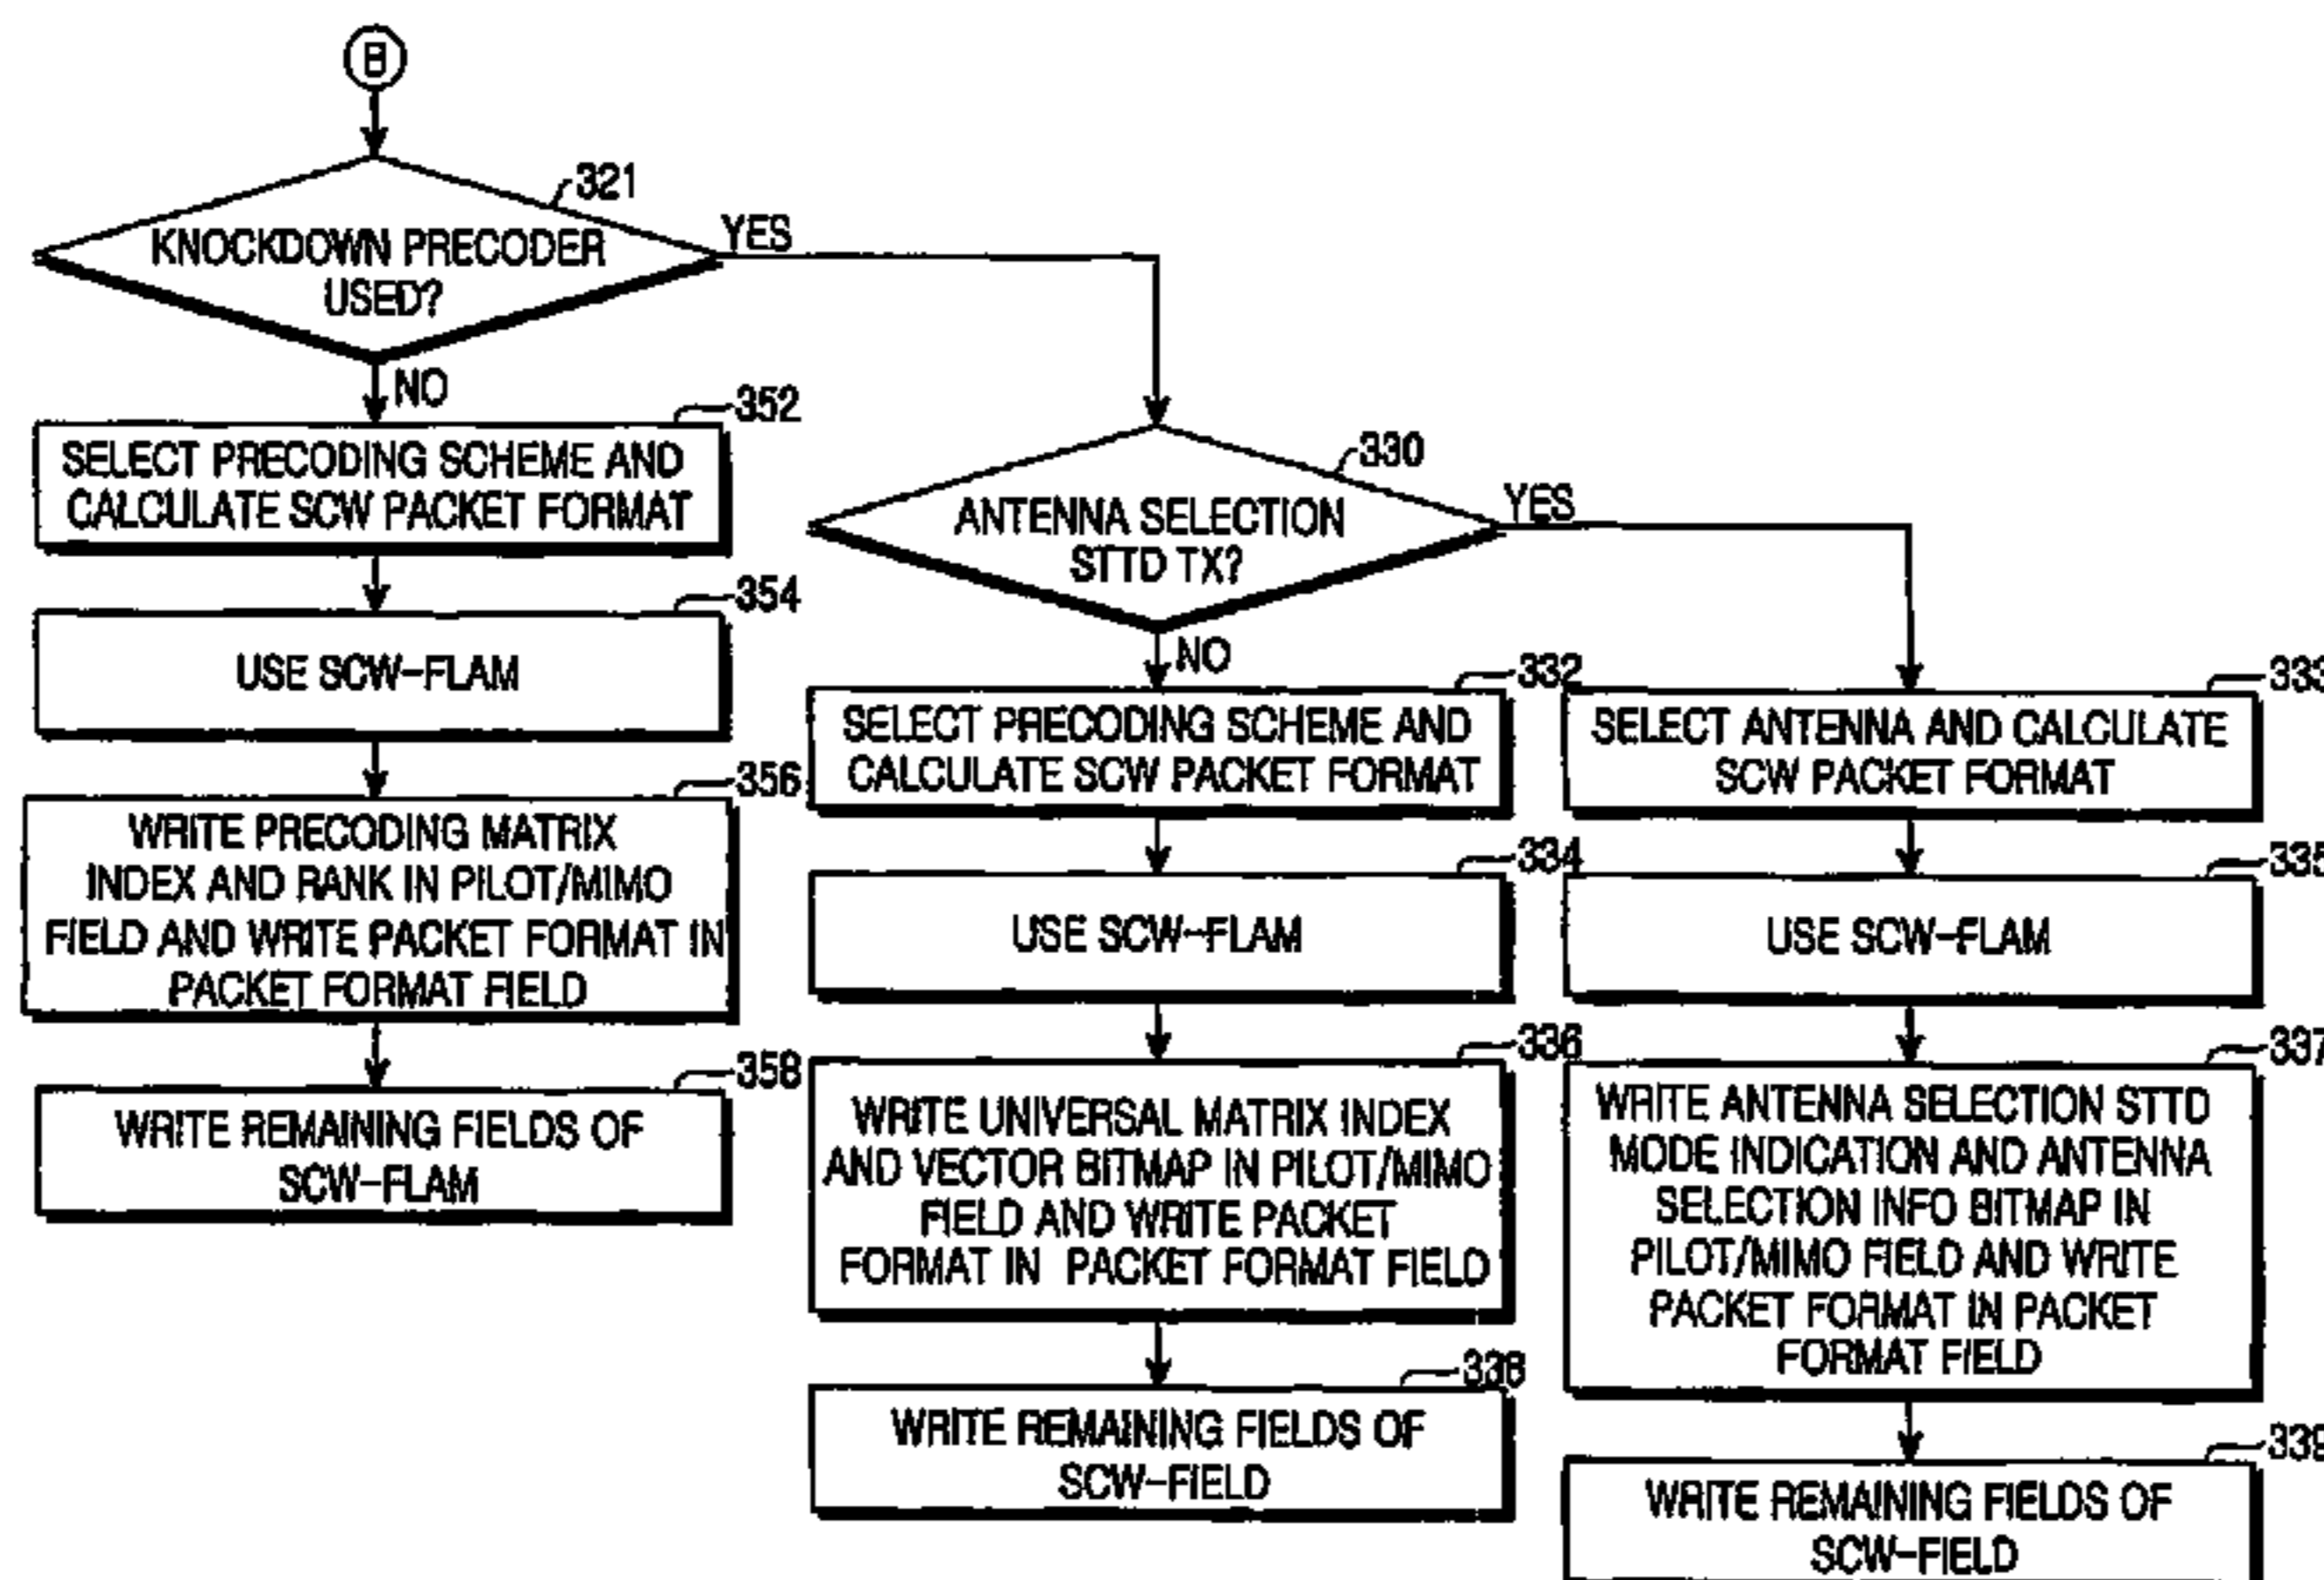 B
321
KNOCKDOWN PRECODER
USED?
YES
NO
352
SELECT PRECODING SCHEME AND
CALCULATE SCW PACKET FORMAT
354
USE SCW-FLAM
356
WRITE PRECODING MATRIX
INDEX AND RANK IN PILOT/MIMO
FIELD AND WRITE PACKET FORMAT IN
PACKET FORMAT FIELD
358
WRITE REMAINING FIELDS OF
SCW-FLAM
330
ANTENNA SELECTION
STTD TX?
YES
NO
332
SELECT PRECODING SCHEME AND
CALCULATE SCW PACKET FORMAT
334
USE SCW-FLAM
336
WRITE UNIVERSAL MATRIX INDEX
AND VECTOR BITMAP IN PILOT/MIMO
FIELD AND WRITE PACKET
FORMAT IN PACKET FORMAT FIELD
338
WRITE REMAINING FIELDS OF
SCW-FIELD
333
SELECT ANTENNA AND CALCULATE
SCW PACKET FORMAT
335
USE SCW-FLAM
337
WRITE ANTENNA SELECTION STTD
MODE INDICATION AND ANTENNA
SELECTION INFO BITMAP IN
PILOT/MIMO FIELD AND WRITE
PACKET FORMAT IN PACKET
FORMAT FIELD
339
WRITE REMAINING FIELDS OF
SCW-FIELD